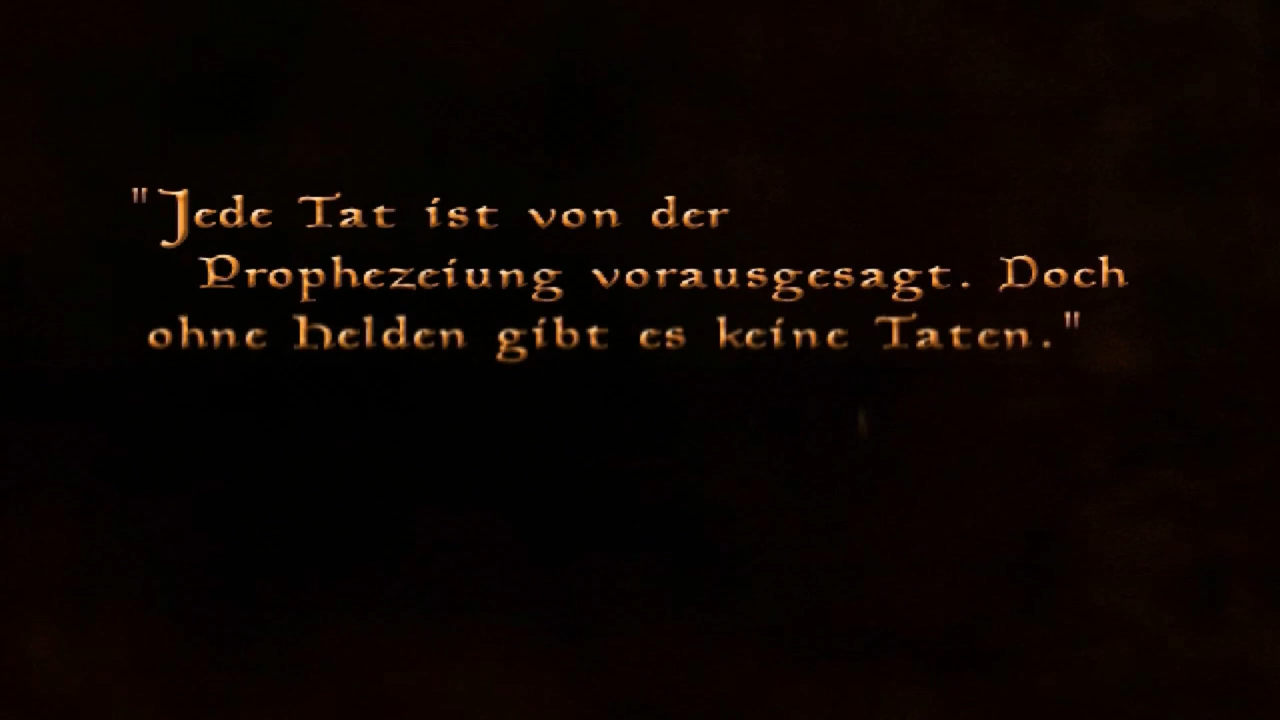 "Jede Tat ist von der
Prophezeiung vorausgesagt. Doch
ohne Helden gibt es keine Taten."